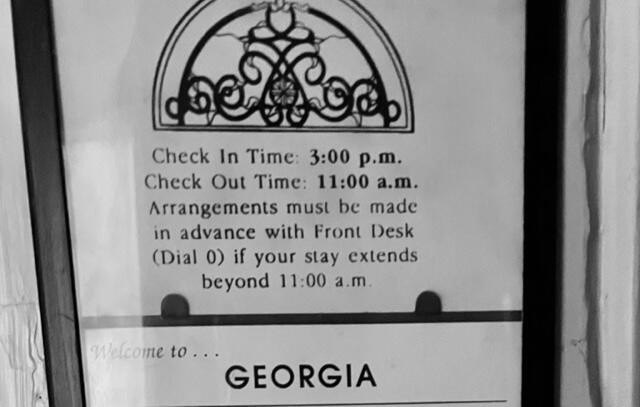 Check In Time: 3:00 p.m.
Check Out Time: 11:00 a.m.
Arrangements must be made
in advance with Front Desk
(Dial 0) if your stay extends
beyond 11:00 a.m.
Welcome to . . .
GEORGIA